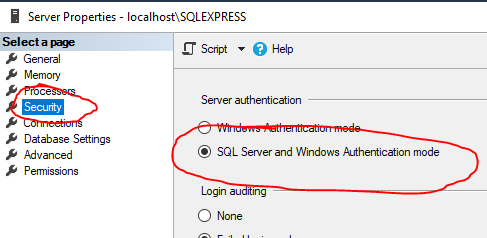 Server Properties - localhost\SQLEXPRESS
Select a page
General
Memory
Processors
Security
Connections
Database Settings
Advanced
Permissions
Script
Help
Server authentication
Windows Authentication mode
SQL Server and Windows Authentication mode
Login auditing
None